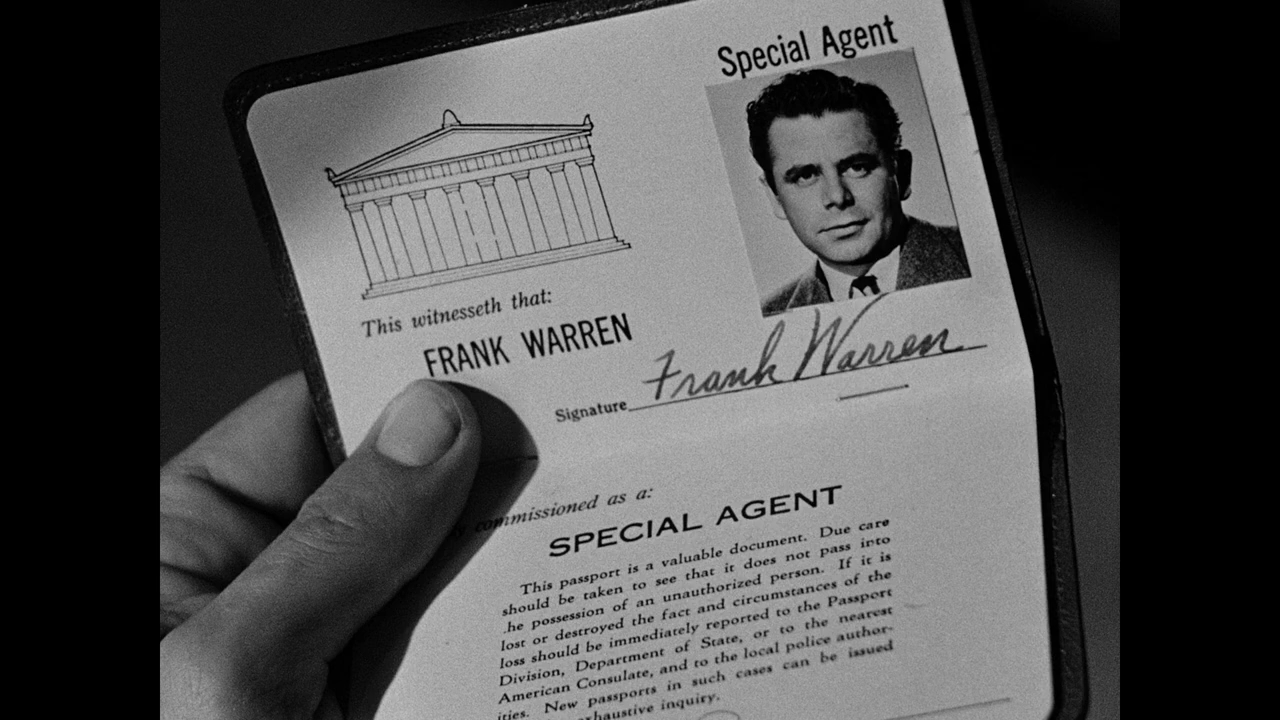 Special Agent
This witnesseth that:
FRANK WARREN
Frank Warren
Signature
commissioned as a:
SPECIAL AGENT
This passport is a valuable document. Due care
should be taken to see that it does not pass into
he possession of an unauthorized person. If it is
lost or destroyed the fact and circumstances of the
loss should be immediately reported to the Passport
Division, Department of State, or to the nearest
American Consulate, and to the local police author-
ities. New passports in such cases can be issued
exhaustive inquiry.